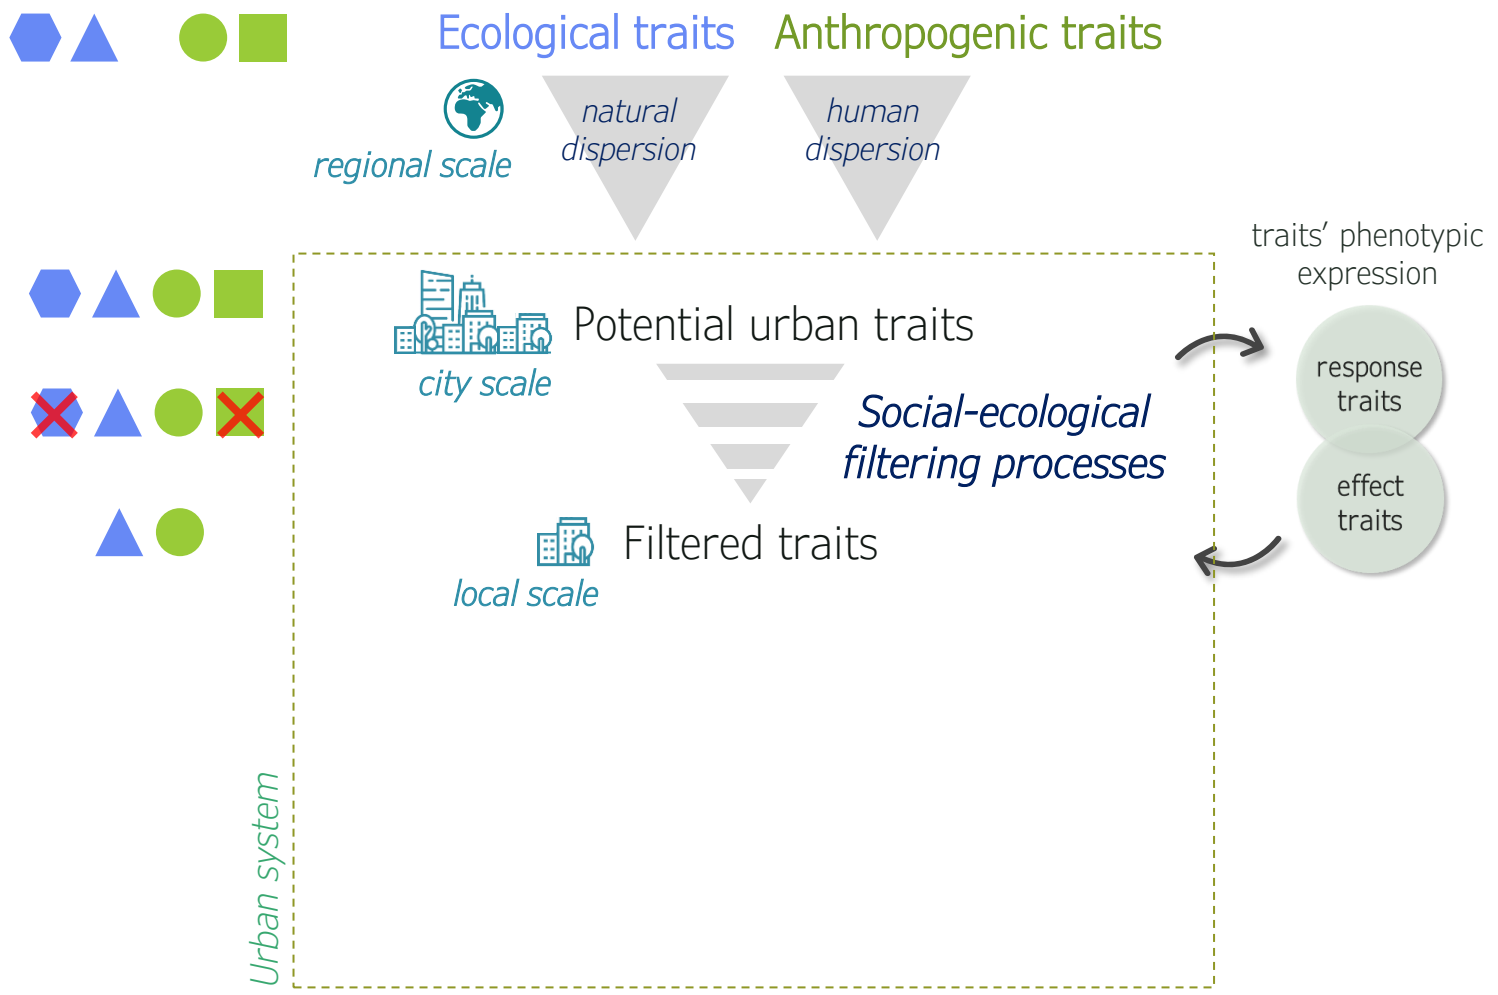 Ecological traits
Anthropogenic traits
natural
dispersion
human
dispersion
regional scale
traits’ phenotypic
expression
Potential urban traits
city scale
response
traits
Social-ecological
filtering processes
effect
traits
Filtered traits
local scale
Urban system